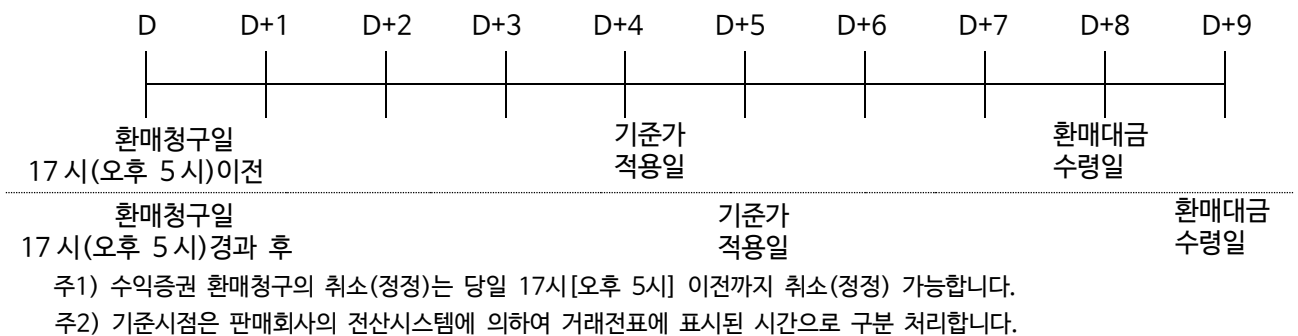 D D+1 D+2 D+3 D+4 D+5 D+6 D+7 D+8 D+9
환매청구일 기준가 환매대금
17시(오후 5시)이전 적용일 수령일
환매청구일 기준가 환매대금
17시(오후 5시)경과 후 적용일 수령일
주1) 수익증권 환매청구의 취소(정정)는 당일 17시[오후 5시] 이전까지 취소(정정) 가능합니다.
주2) 기준시점은 판매회사의 전산시스템에 의하여 거래전표에 표시된 시간으로 구분 처리합니다.